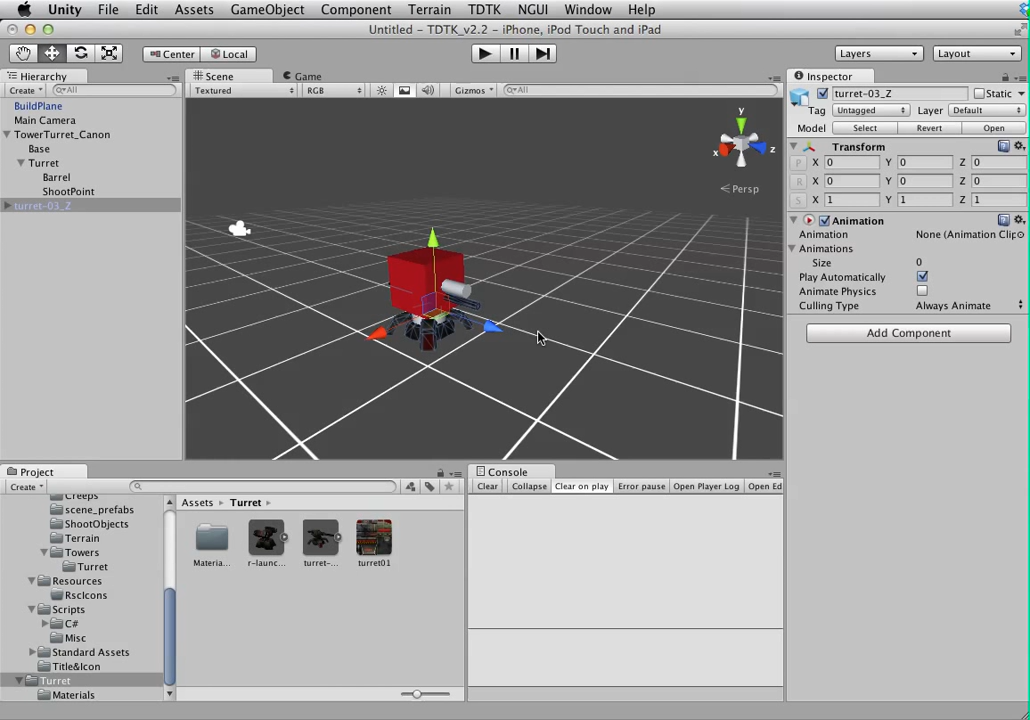 Unity File Edit Assets GameObject Component Terrain TDTK NGUI Window Help
Untitled - TDTK_v2.2 - iPhone, iPod Touch and iPad
Center Local Layers Layout
Hierarchy
Create All
BuildPlane
Main Camera
TowerTurret_Canon
Base
Turret
Barrel
ShootPoint
turret-03_Z
Scene Game
Textured RGB Gizmos All
y
x z
Persp
Inspector
turret-03_Z Static
Tag Untagged Layer Default
Model Select Revert Open
Transform
P X 0 Y 0 Z 0
R X 0 Y 0 Z 0
S X 1 Y 1 Z 1
Animation
Animation None (Animation Clip
Animations
Size 0
Play Automatically
Animate Physics
Culling Type Always Animate
Add Component
Project
Create
Creeps
scene_prefabs
ShootObjects
Terrain
Towers
Turret
Resources
RscIcons
Scripts
C#
Misc
Standard Assets
Title&Icon
Turret
Materials
Assets Turret
Materia... r-launc... turret-... turret01
Console
Clear Collapse Clear on play Error pause Open Player Log Open Ed